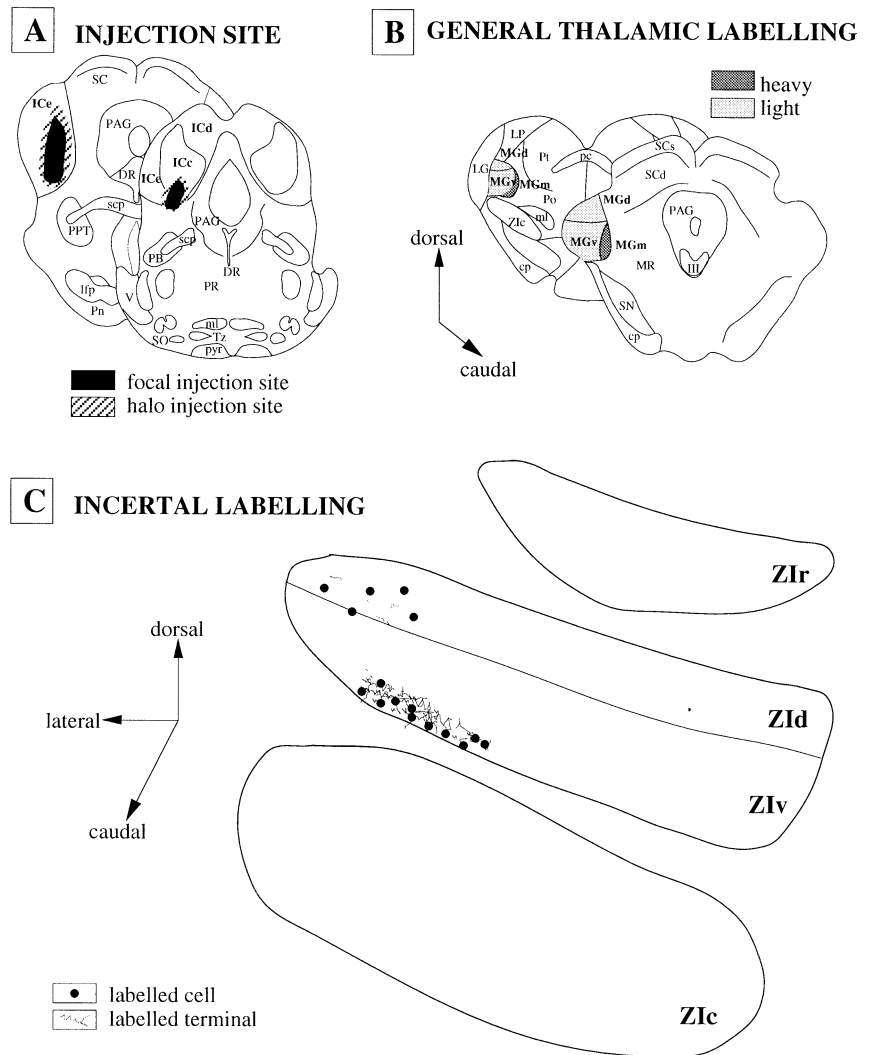 A INJECTION SITE
SC
ICe
PAG
ICd
ICc
DR
ICe
scp
PAG
PPT
scp
PB
DR
PR
lfp
V
Pn
ml
SO
Tz
pyr
focal injection site
halo injection site
B GENERAL THALAMIC LABELLING
heavy
light
LP
MGd
Pt
pc
SCs
LG
SCd
MGv
MGm
Po
MGd
PAG
ZIc
ml
MGv
MGm
cp
MR
III
SN
cp
dorsal
caudal
C INCERTAL LABELLING
ZIr
dorsal
lateral
ZId
ZIv
caudal
labelled cell
labelled terminal
ZIc